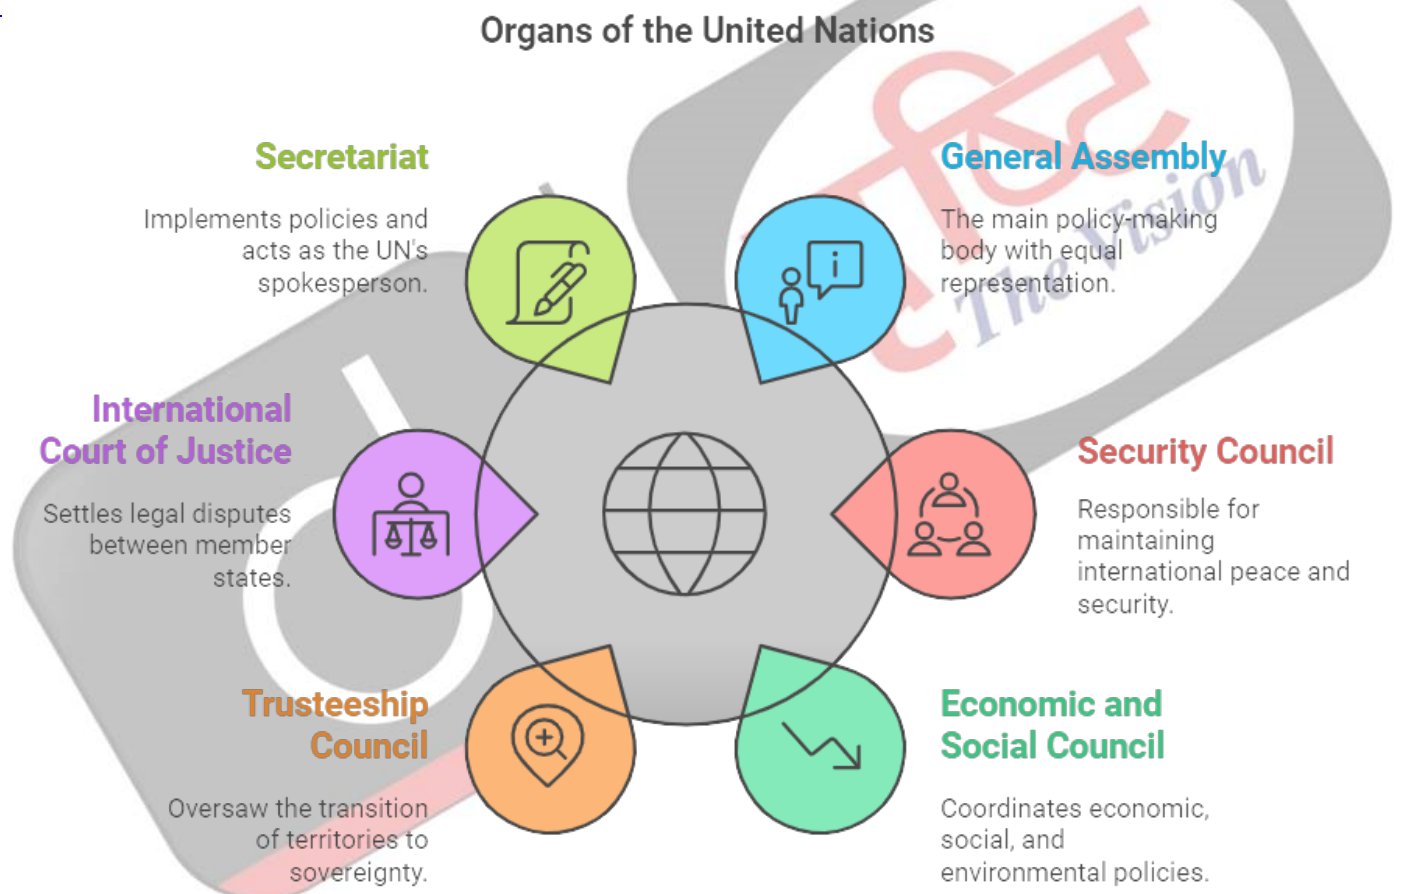 Organs of the United Nations
Secretariat
Implements policies and
acts as the UN's
spokesperson.
General Assembly
The main policy-making
body with equal
representation.
International
Court of Justice
Settles legal disputes
between member
states.
Security Council
Responsible for
maintaining
international peace and
security.
Trusteeship
Council
Oversaw the transition
of territories to
sovereignty.
Economic and
Social Council
Coordinates economic,
social, and
environmental policies.
i
The Vision